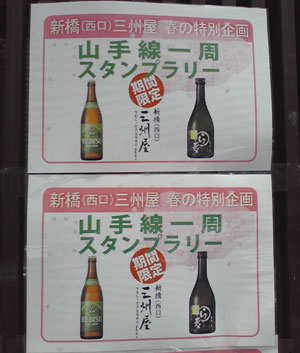 新橋(西口)三州屋 春の特別企画
山手線一周
スタンプラリー
期間
限定
新橋
(西口)
三州屋
YEBISU
新橋(西口)三州屋 春の特別企画
山手線一周
スタンプラリー
期間
限定
新橋
(西口)
三州屋
YEBISU